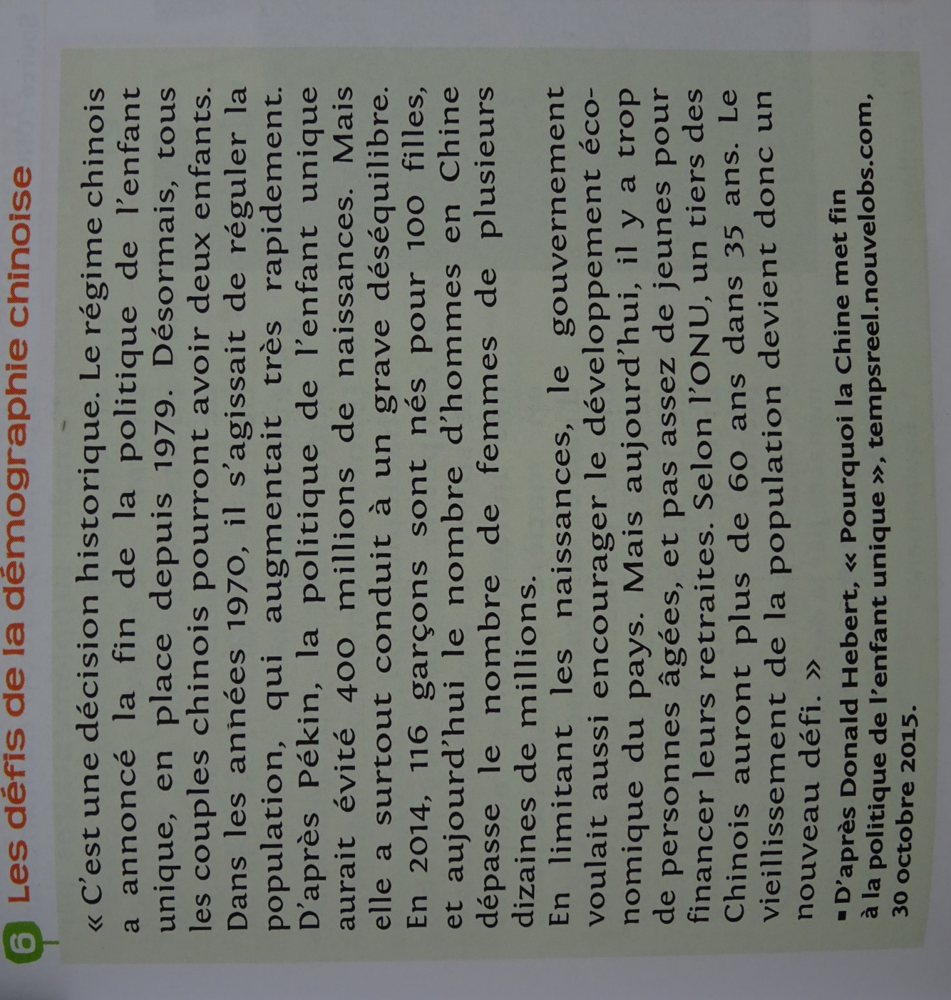 6 Les défis de la démographie chinoise
« C'est une décision historique. Le régime chinois
a annoncé la fin de la politique de l'enfant
unique, en place depuis 1979. Désormais, tous
les couples chinois pourront avoir deux enfants.
Dans les années 1970, il s'agissait de réguler la
population, qui augmentait très rapidement.
D'après Pékin, la politique de l'enfant unique
aurait évité 400 millions de naissances. Mais
elle a surtout conduit à un grave déséquilibre.
En 2014, 116 garçons sont nés pour 100 filles,
et aujourd'hui le nombre d'hommes en Chine
dépasse le nombre de femmes de plusieurs
dizaines de millions.
En limitant les naissances, le gouvernement
voulait aussi encourager le développement éco-
nomique du pays. Mais aujourd'hui, il y a trop
de personnes âgées, et pas assez de jeunes pour
financer leurs retraites. Selon l'ONU, un tiers des
Chinois auront plus de 60 ans dans 35 ans. Le
vieillissement de la population devient donc un
nouveau défi. »
▪ D'après Donald Hebert, « Pourquoi la Chine met fin
à la politique de l'enfant unique », tempsreel.nouvelobs.com,
30 octobre 2015.